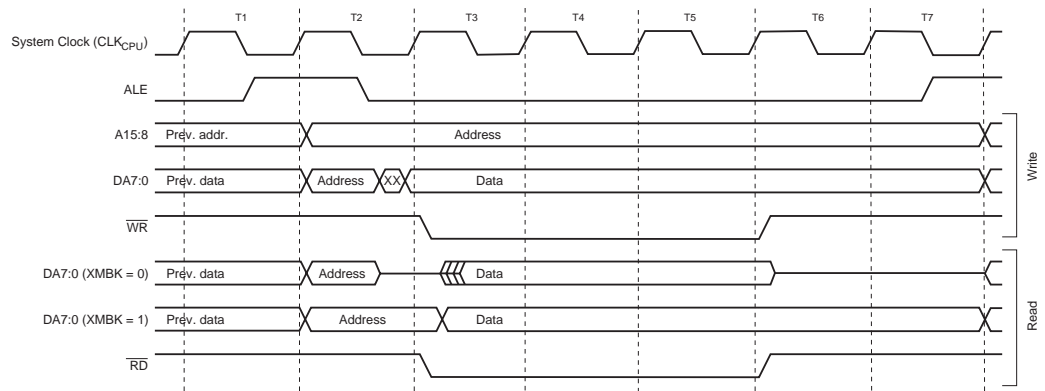 T1 T2 T3 T4 T5 T6 T7
System Clock (CLKCPU)
ALE
A15:8 Prev. addr. Address
DA7:0 Prev. data Address XX Data
WR
Write
DA7:0 (XMBK = 0) Prev. data Address Data
DA7:0 (XMBK = 1) Prev. data Address Data
RD
Read